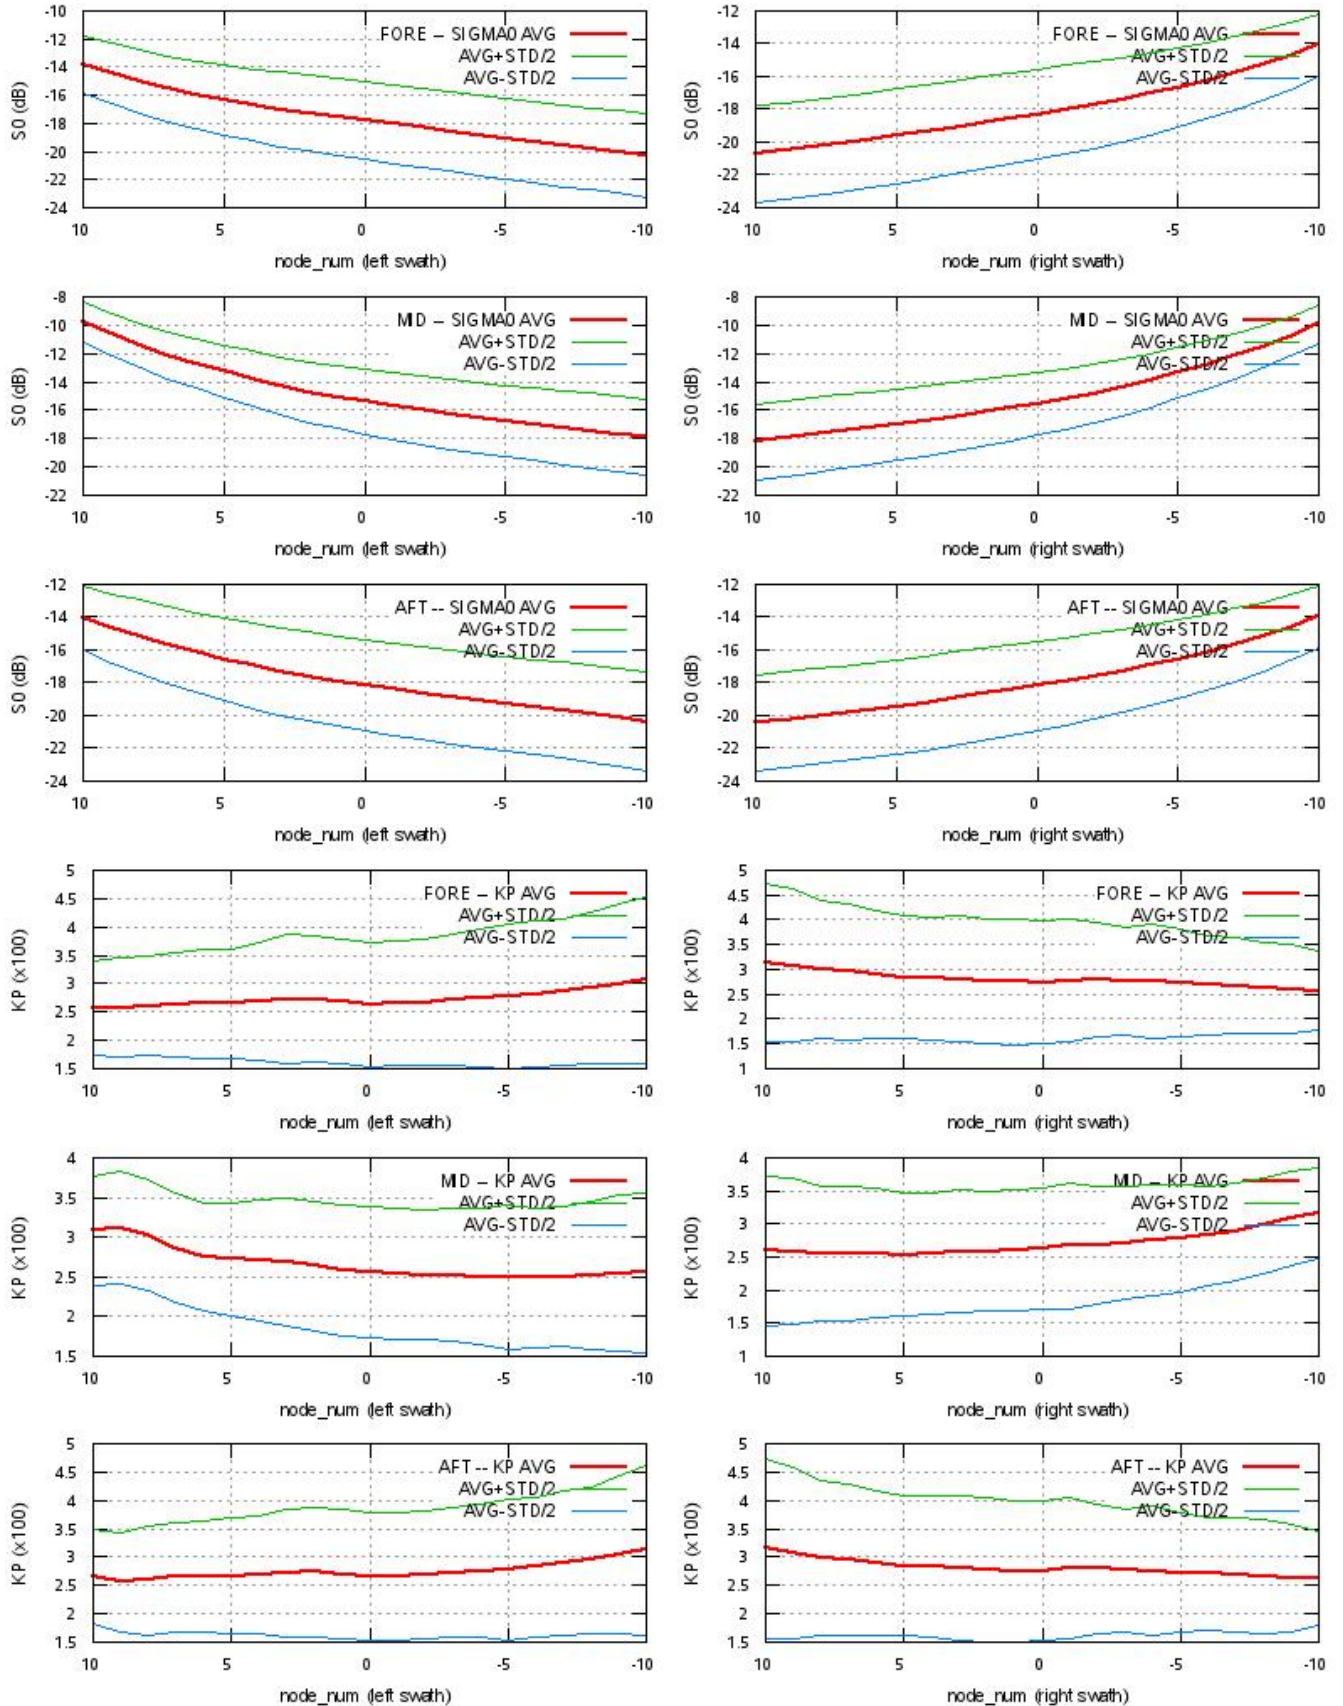 -10
-12
-14
-16
-18
-20
-22
-24
S0 (dB)
FORE -- SIGMA0 AVG
AVG+STD/2
AVG-STD/2
10 5 0 -5 -10
node_num (left swath)
-12
-14
-16
-18
-20
-22
-24
S0 (dB)
FORE -- SIGMA0 AVG
AVG+STD/2
AVG-STD/2
10 5 0 -5 -10
node_num (right swath)
-8
-10
-12
-14
-16
-18
-20
-22
S0 (dB)
MID -- SIGMA0 AVG
AVG+STD/2
AVG-STD/2
10 5 0 -5 -10
node_num (left swath)
-8
-10
-12
-14
-16
-18
-20
-22
S0 (dB)
MID -- SIGMA0 AVG
AVG+STD/2
AVG-STD/2
10 5 0 -5 -10
node_num (right swath)
-12
-14
-16
-18
-20
-22
-24
S0 (dB)
AFT -- SIGMA0 AVG
AVG+STD/2
AVG-STD/2
10 5 0 -5 -10
node_num (left swath)
-12
-14
-16
-18
-20
-22
-24
S0 (dB)
AFT -- SIGMA0 AVG
AVG+STD/2
AVG-STD/2
10 5 0 -5 -10
node_num (right swath)
5
4.5
4
3.5
3
2.5
2
1.5
KP (x100)
FORE -- KP AVG
AVG+STD/2
AVG-STD/2
10 5 0 -5 -10
node_num (left swath)
5
4.5
4
3.5
3
2.5
2
1.5
1
KP (x100)
FORE -- KP AVG
AVG+STD/2
AVG-STD/2
10 5 0 -5 -10
node_num (right swath)
4
3.5
3
2.5
2
1.5
KP (x100)
MID -- KP AVG
AVG+STD/2
AVG-STD/2
10 5 0 -5 -10
node_num (left swath)
4
3.5
3
2.5
2
1.5
1
KP (x100)
MID -- KP AVG
AVG+STD/2
AVG-STD/2
10 5 0 -5 -10
node_num (right swath)
5
4.5
4
3.5
3
2.5
2
1.5
KP (x100)
AFT -- KP AVG
AVG+STD/2
AVG-STD/2
10 5 0 -5 -10
node_num (left swath)
5
4.5
4
3.5
3
2.5
2
1.5
KP (x100)
AFT -- KP AVG
AVG+STD/2
AVG-STD/2
10 5 0 -5 -10
node_num (right swath)